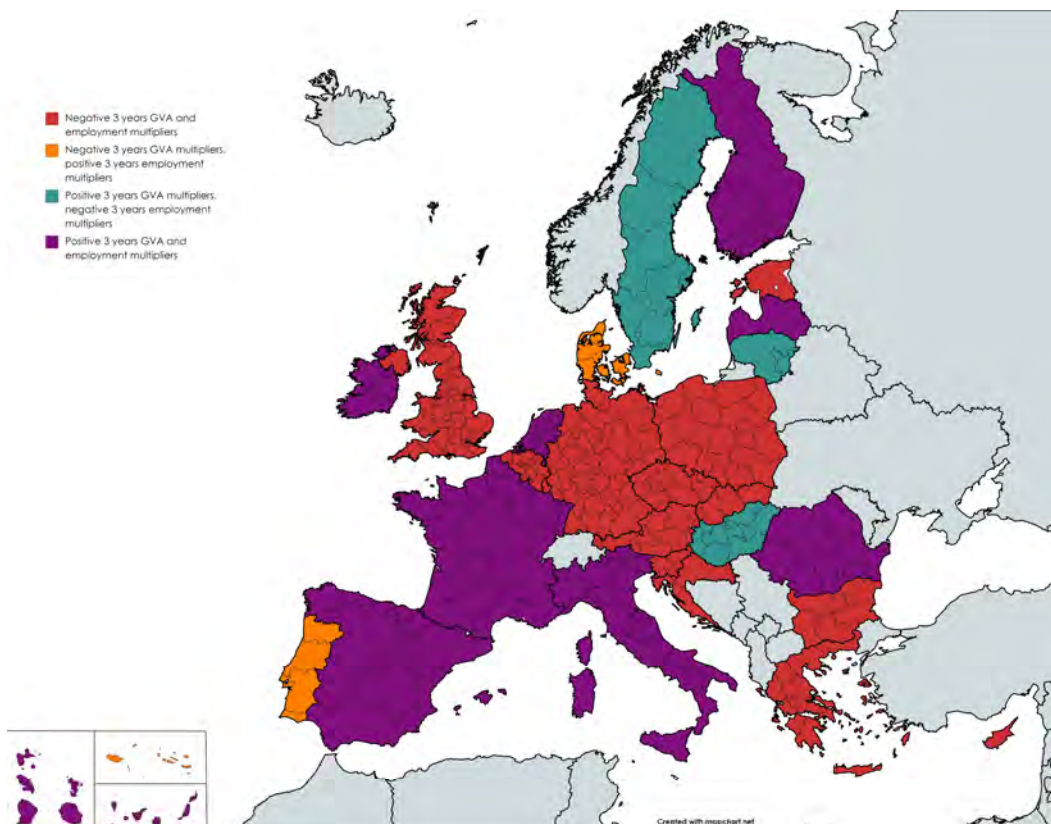 Negative 3 years GVA and
employment multipliers
Negative 3 years GVA multipliers,
positive 3 years employment
multipliers
Positive 3 years GVA multipliers,
negative 3 years employment
multipliers
Positive 3 years GVA and
employment multipliers
Created with mapchart.net